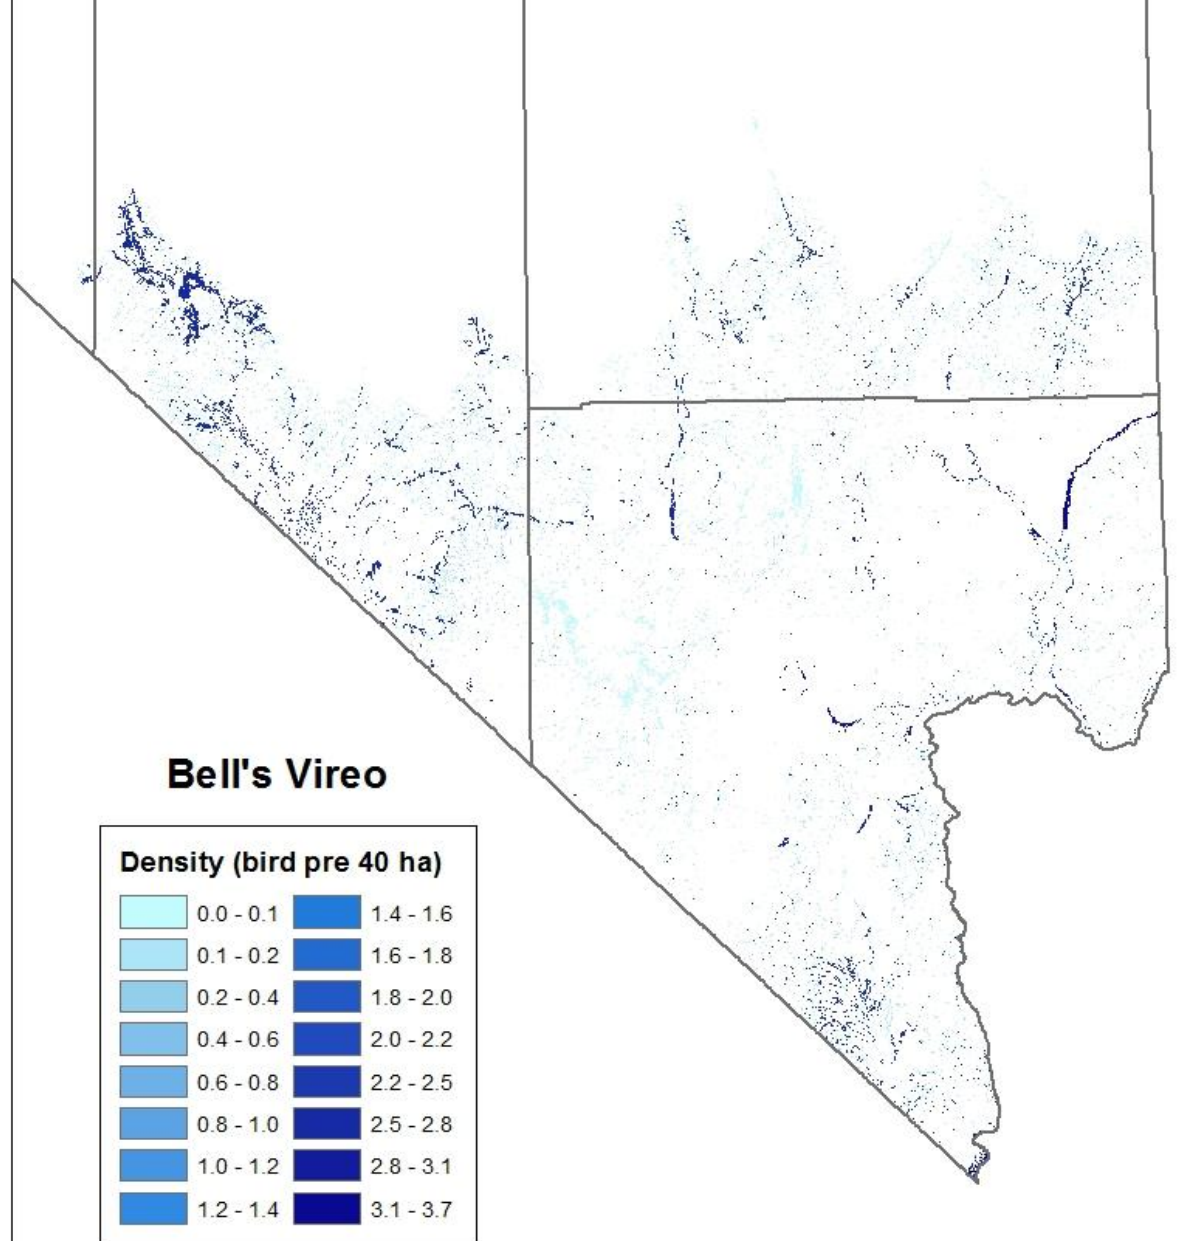 Bell's Vireo
Density (bird pre 40 ha)
0.0 - 0.1 1.4 - 1.6
0.1 - 0.2 1.6 - 1.8
0.2 - 0.4 1.8 - 2.0
0.4 - 0.6 2.0 - 2.2
0.6 - 0.8 2.2 - 2.5
0.8 - 1.0 2.5 - 2.8
1.0 - 1.2 2.8 - 3.1
1.2 - 1.4 3.1 - 3.7